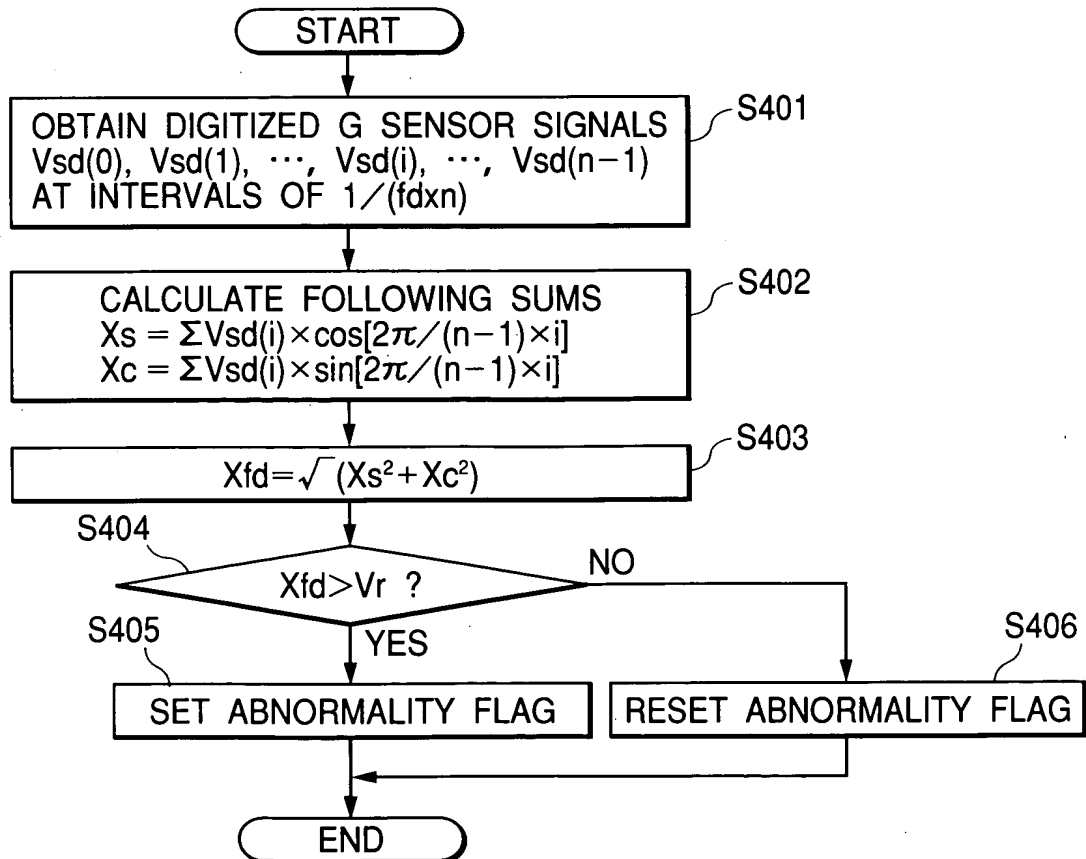 START
S401
OBTAIN DIGITIZED G SENSOR SIGNALS
Vsd(0), Vsd(1), ···, Vsd(i), ···, Vsd(n−1)
AT INTERVALS OF 1/(fdxn)
S402
CALCULATE FOLLOWING SUMS
Xs = ΣVsd(i)×cos[2π/(n−1)×i]
Xc = ΣVsd(i)×sin[2π/(n−1)×i]
S403
Xfd=√(Xs²+Xc²)
S404
Xfd>Vr ?
NO
YES
S405
SET ABNORMALITY FLAG
S406
RESET ABNORMALITY FLAG
END